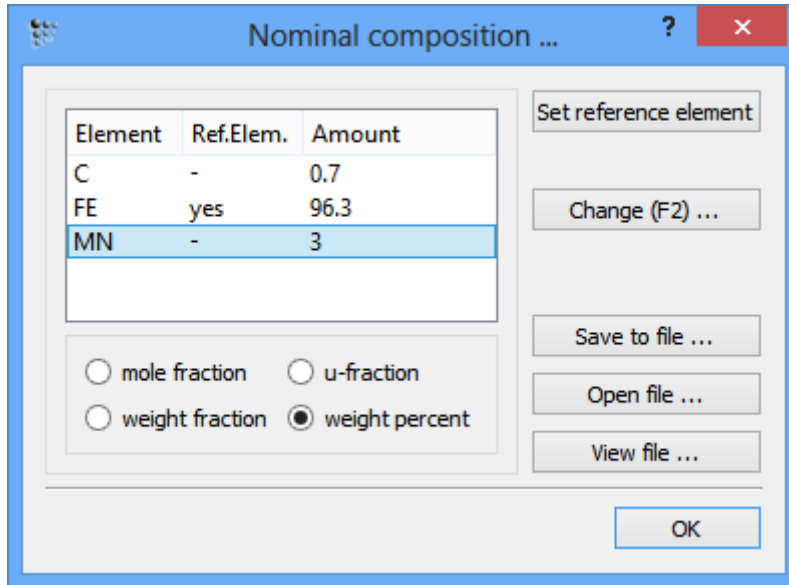 Nominal composition ...
?
×
Element Ref.Elem. Amount
C - 0.7
FE yes 96.3
MN - 3
mole fraction u-fraction
weight fraction weight percent
Set reference element
Change (F2) ...
Save to file ...
Open file ...
View file ...
OK